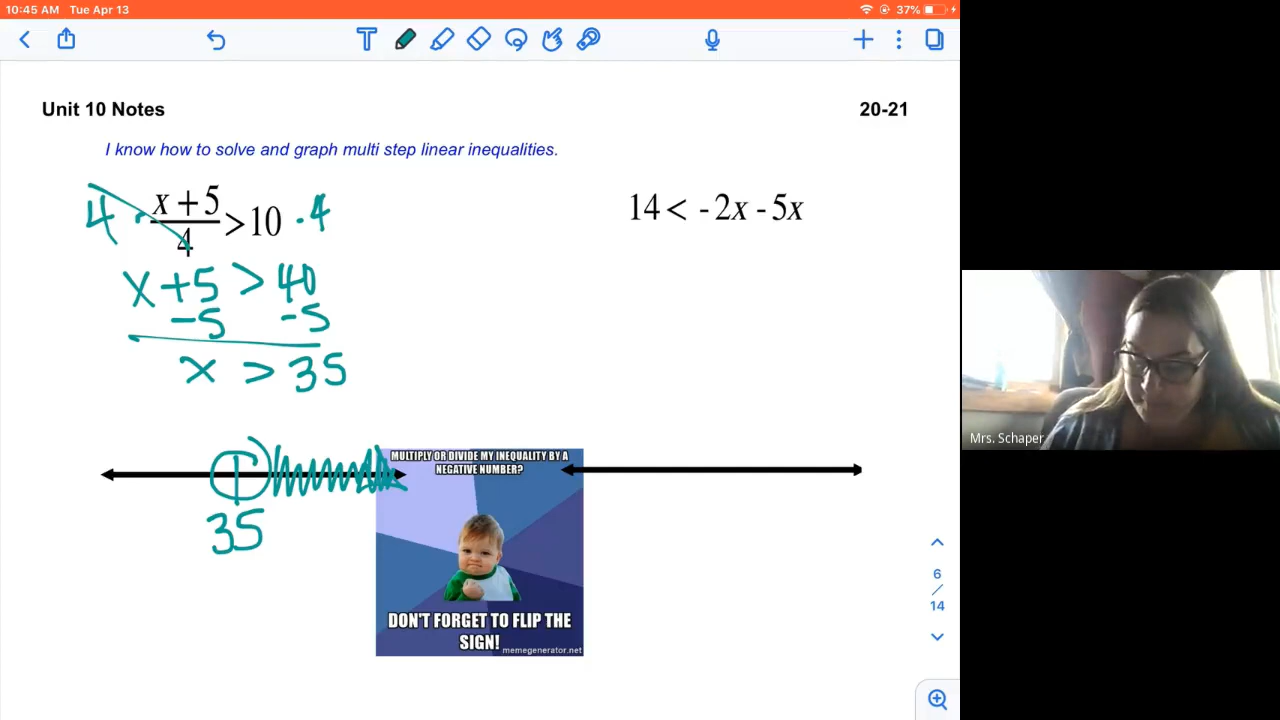 10:45 AM Tue Apr 13
37%
Unit 10 Notes
20-21
I know how to solve and graph multi step linear inequalities.
4 · x + 5 / 4 > 10 · 4
x + 5 > 40
-5 -5
x > 35
35
14 < - 2x - 5x
MULTIPLY OR DIVIDE MY INEQUALITY BY A
NEGATIVE NUMBER?
DON'T FORGET TO FLIP THE
SIGN!
memegenerator.net
6
/
14
Mrs. Schaper